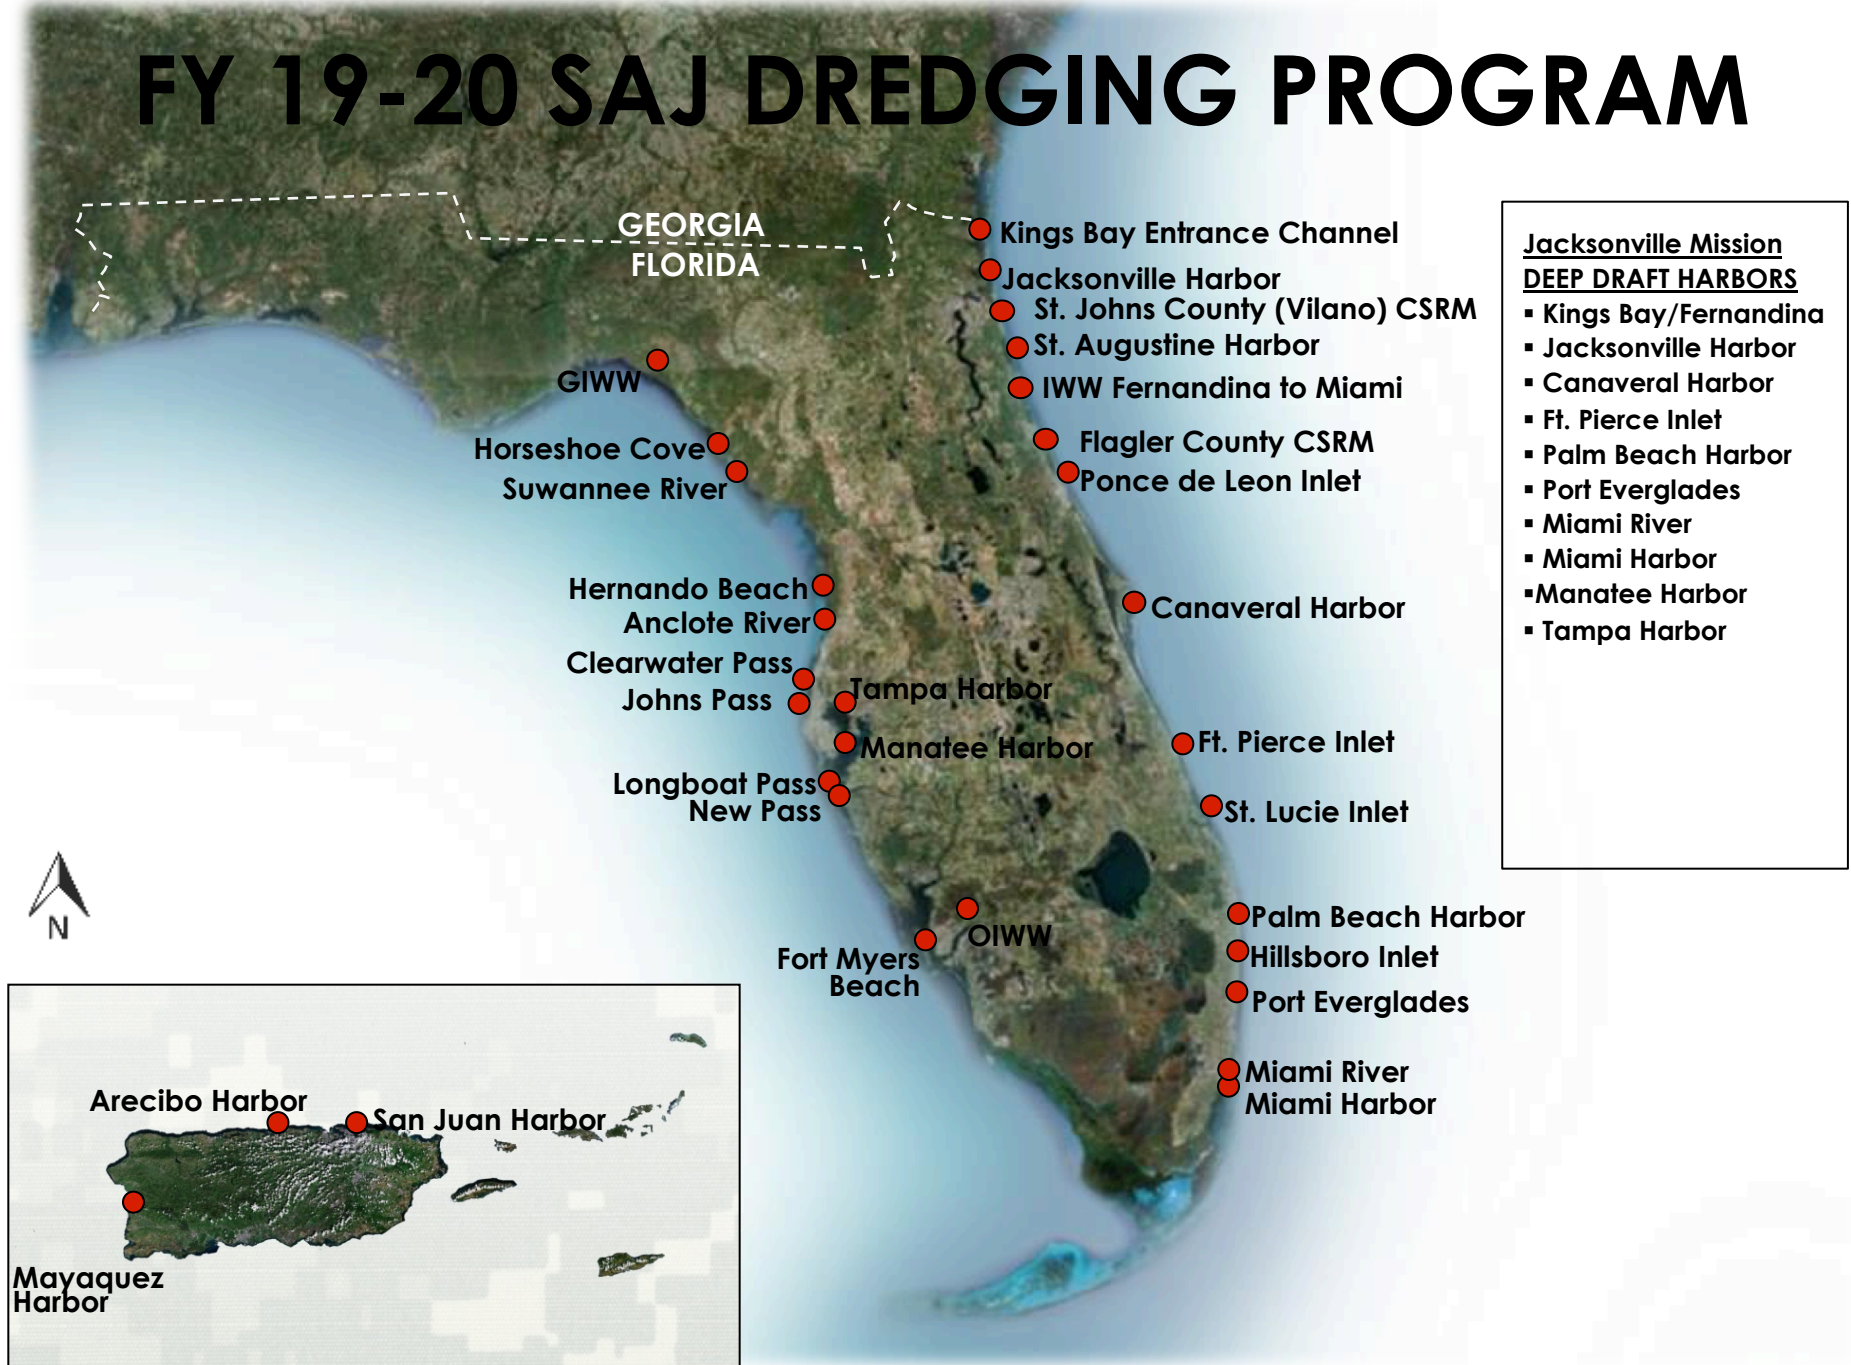 FY 19-20 SAJ DREDGING PROGRAM
GEORGIA
FLORIDA
Kings Bay Entrance Channel
Jacksonville Harbor
St. Johns County (Vilano) CSRM
St. Augustine Harbor
IWW Fernandina to Miami
Flagler County CSRM
Ponce de Leon Inlet
Canaveral Harbor
Ft. Pierce Inlet
St. Lucie Inlet
Palm Beach Harbor
Hillsboro Inlet
Port Everglades
Miami River
Miami Harbor
GIWW
Horseshoe Cove
Suwannee River
Hernando Beach
Anclote River
Clearwater Pass
Johns Pass
Tampa Harbor
Manatee Harbor
Longboat Pass
New Pass
OIWW
Fort Myers
Beach
Jacksonville Mission
DEEP DRAFT HARBORS
▪ Kings Bay/Fernandina
▪ Jacksonville Harbor
▪ Canaveral Harbor
▪ Ft. Pierce Inlet
▪ Palm Beach Harbor
▪ Port Everglades
▪ Miami River
▪ Miami Harbor
▪Manatee Harbor
▪ Tampa Harbor
N
Arecibo Harbor
San Juan Harbor
Mayaquez
Harbor